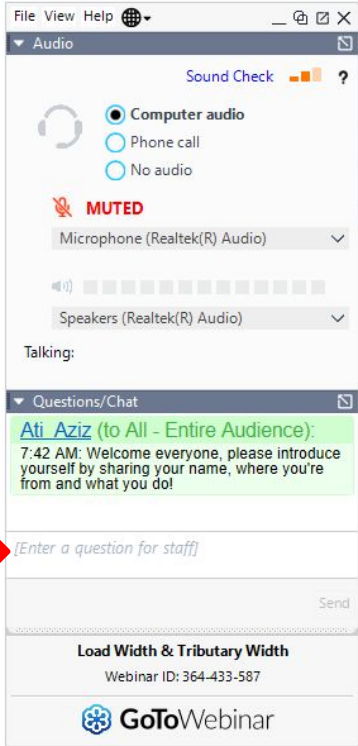 File View Help
Audio
Sound Check ?
Computer audio
Phone call
No audio
MUTED
Microphone (Realtek(R) Audio)
Speakers (Realtek(R) Audio)
Talking:
Questions/Chat
Ati Aziz (to All - Entire Audience):
7:42 AM: Welcome everyone, please introduce
yourself by sharing your name, where you're
from and what you do!
[Enter a question for staff]
Send
Load Width & Tributary Width
Webinar ID: 364-433-587
GoToWebinar